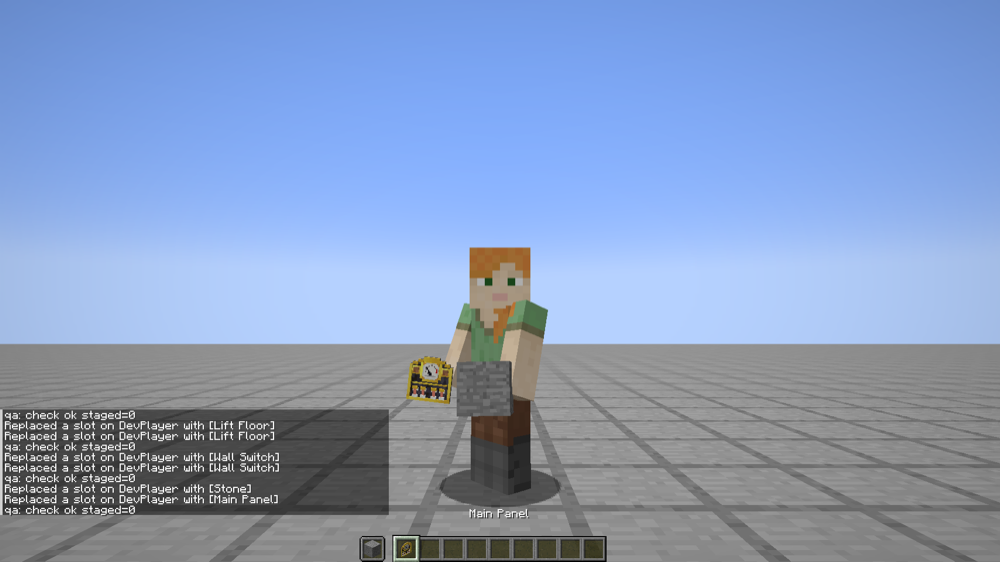 qa: check ok staged=0
Replaced a slot on DevPlayer with [Lift Floor]
Replaced a slot on DevPlayer with [Lift Floor]
qa: check ok staged=0
Replaced a slot on DevPlayer with [Wall Switch]
Replaced a slot on DevPlayer with [Wall Switch]
qa: check ok staged=0
Replaced a slot on DevPlayer with [Stone]
Replaced a slot on DevPlayer with [Main Panel]
qa: check ok staged=0
Main Panel